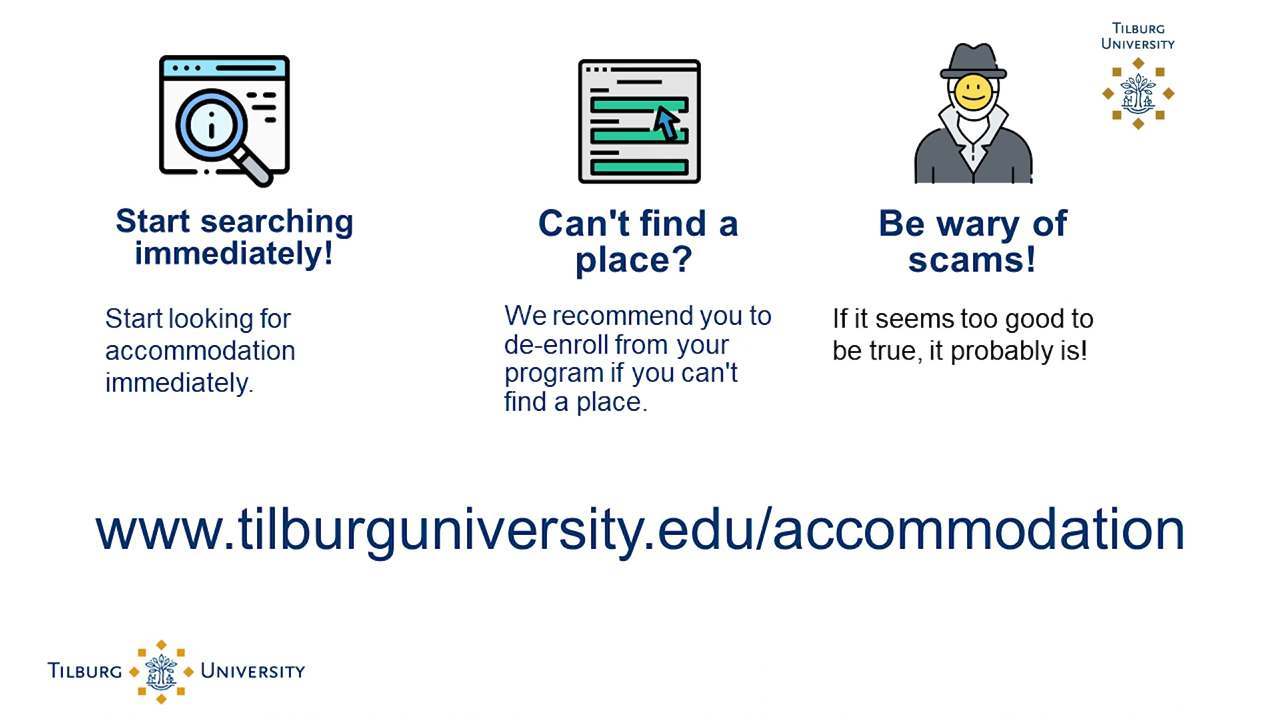 TILBURG
UNIVERSITY
Start searching
immediately!
Start looking for
accommodation
immediately.
Can't find a
place?
We recommend you to
de-enroll from your
program if you can't
find a place.
Be wary of
scams!
If it seems too good to
be true, it probably is!
www.tilburguniversity.edu/accommodation
TILBURG UNIVERSITY